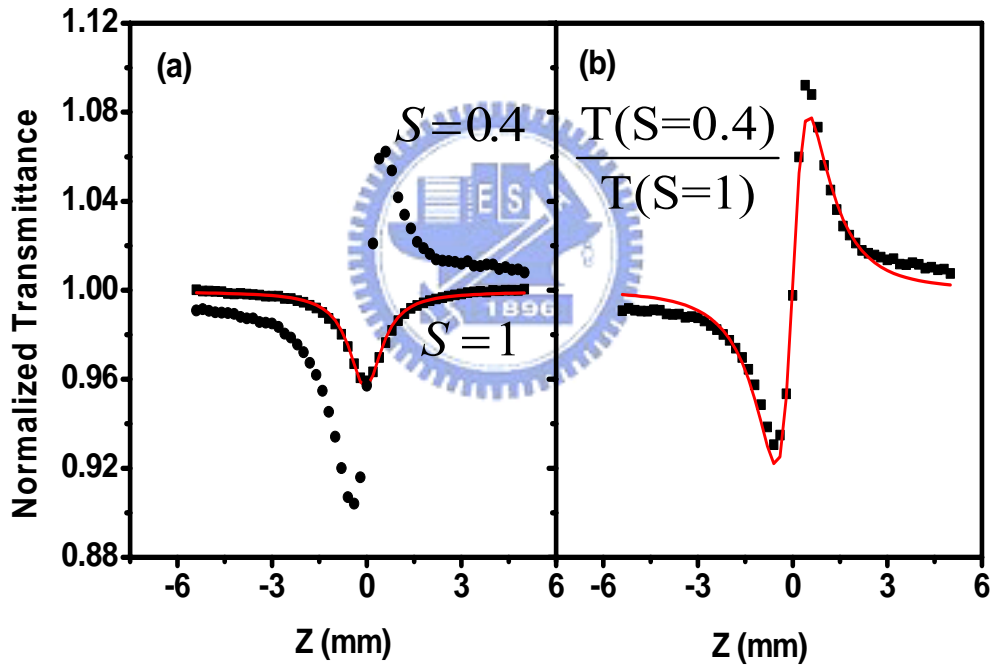 Normalized Transmittance
1.12
1.08
1.04
1.00
0.96
0.92
0.88
(a)
S=0.4
S=1
ES
1896
-6
-3
0
3
6
Z (mm)
(b)
T(S=0.4)
T(S=1)
-6
-3
0
3
6
Z (mm)